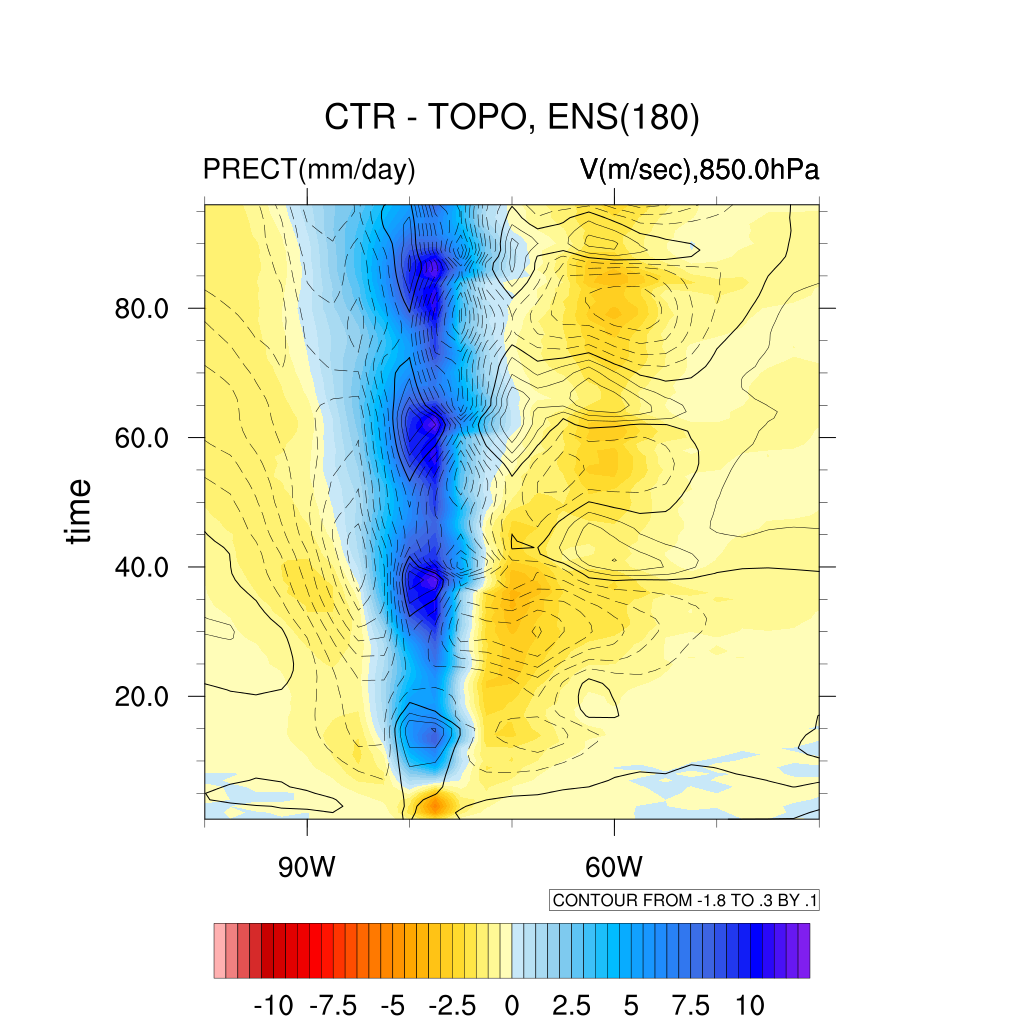 CTR - TOPO, ENS(180)
PRECT(mm/day) V(m/sec),850.0hPa
80.0
60.0
time
40.0
20.0
90W 60W
CONTOUR FROM -1.8 TO .3 BY .1
-10 -7.5 -5 -2.5 0 2.5 5 7.5 10